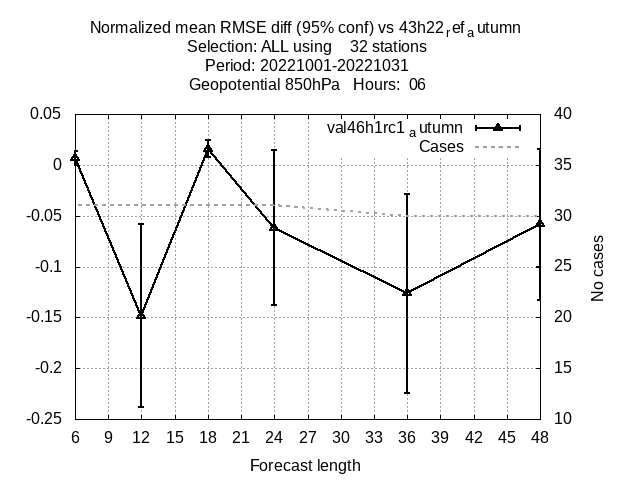 Normalized mean RMSE diff (95% conf) vs 43h22_ref_autumn
Selection: ALL using 32 stations
Period: 20221001-20221031
Geopotential 850hPa Hours: 06
0.05
0
-0.05
-0.1
-0.15
-0.2
-0.25
val46h1rc1_autumn
Cases
40
35
30
25
20
15
10
No cases
6 9 12 15 18 21 24 27 30 33 36 39 42 45 48
Forecast length